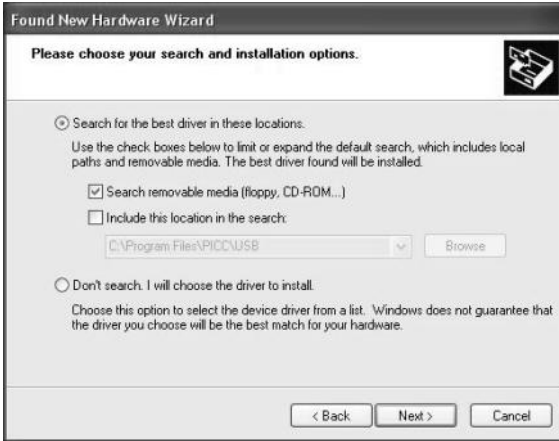 Found New Hardware Wizard
Please choose your search and installation options.
Search for the best driver in these locations.
Use the check boxes below to limit or expand the default search, which includes local
paths and removable media. The best driver found will be installed.
Search removable media (floppy, CD-ROM...)
Include this location in the search:
C:\Program Files\PICC\USB
Browse
Don't search. I will choose the driver to install.
Choose this option to select the device driver from a list. Windows does not guarantee that
the driver you choose will be the best match for your hardware.
< Back Next > Cancel